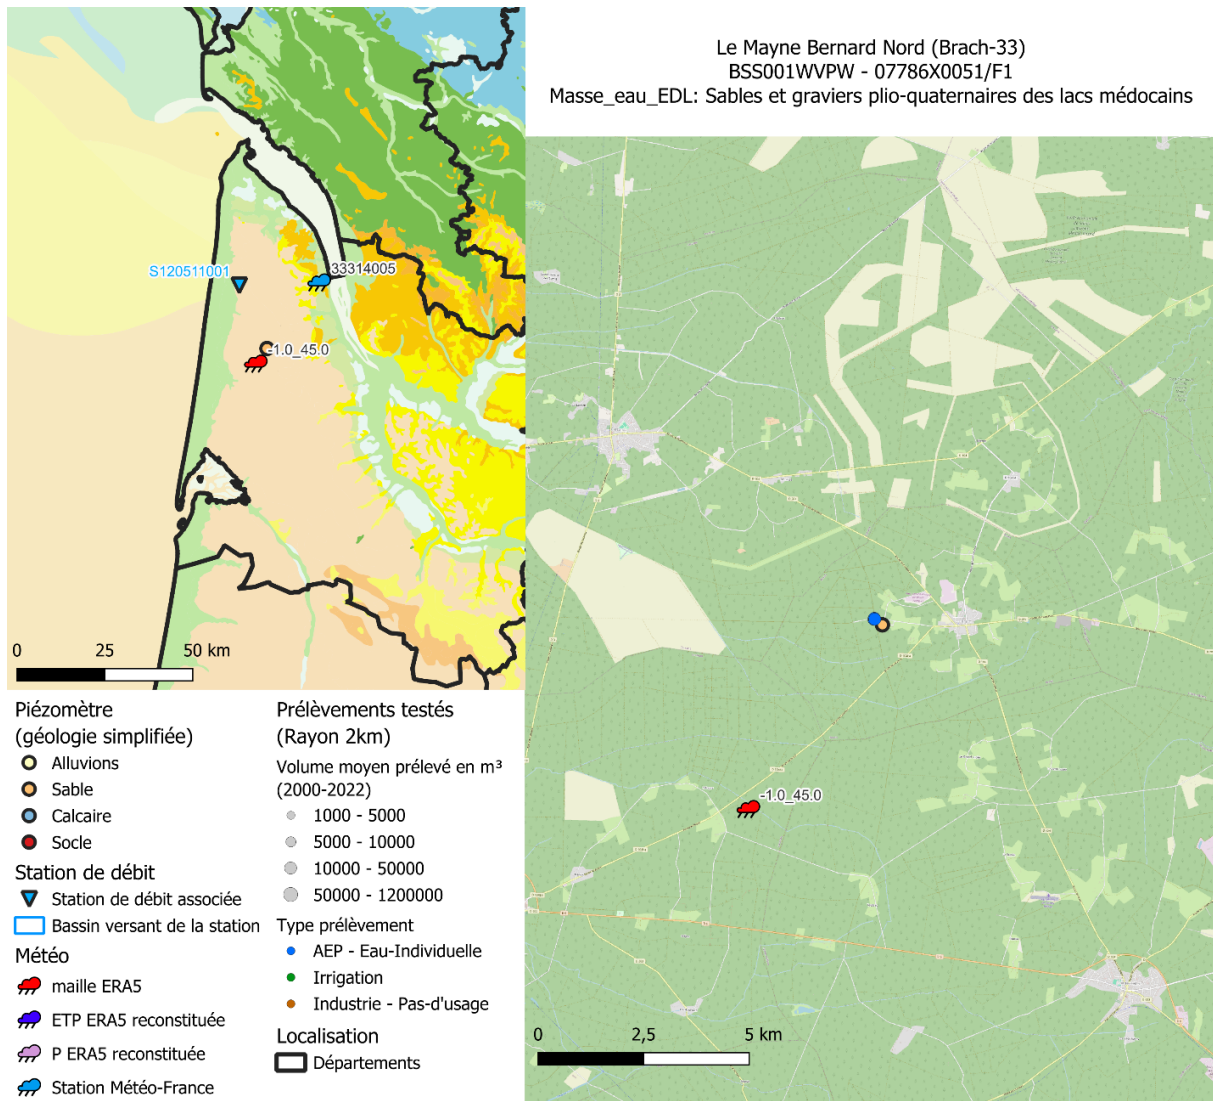 Le Mayne Bernard Nord (Brach-33)
BSS001WVPW - 07786X0051/F1
Masse_eau_EDL: Sables et graviers plio-quaternaires des lacs médocains
S120511001
33314005
-1.0_45.0
0 25 50 km
-1.0_45.0
0 2,5 5 km
Piézomètre
(géologie simplifiée)
Alluvions
Sable
Calcaire
Socle
Station de débit
Station de débit associée
Bassin versant de la station
Météo
maille ERA5
ETP ERA5 reconstituée
P ERA5 reconstituée
Station Météo-France
Prélèvements testés
(Rayon 2km)
Volume moyen prélevé en m³
(2000-2022)
1000 - 5000
5000 - 10000
10000 - 50000
50000 - 1200000
Type prélèvement
AEP - Eau-Individuelle
Irrigation
Industrie - Pas-d'usage
Localisation
Départements